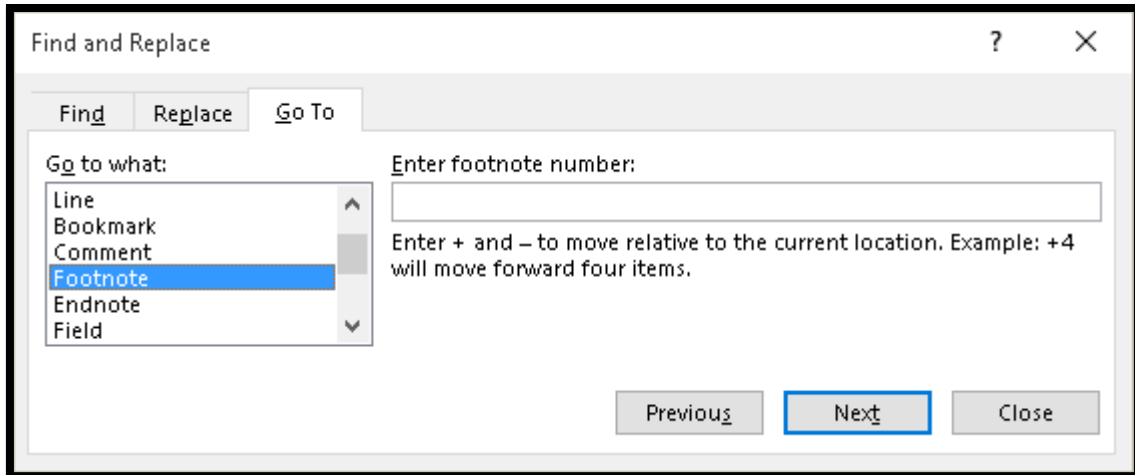 Find and Replace ?
Find Replace Go To
Go to what:
Enter footnote number:
Line
Bookmark
Comment
Footnote
Endnote
Field
Enter + and – to move relative to the current location. Example: +4
will move forward four items.
Previous Next Close